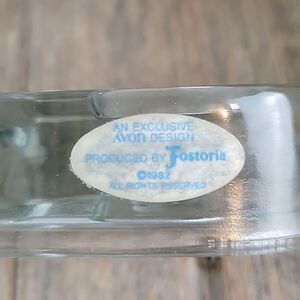 AN EXCLUSIVE
AVON DESIGN
PRODUCED BY Fostoria
©1982
ALL RIGHTS RESERVED